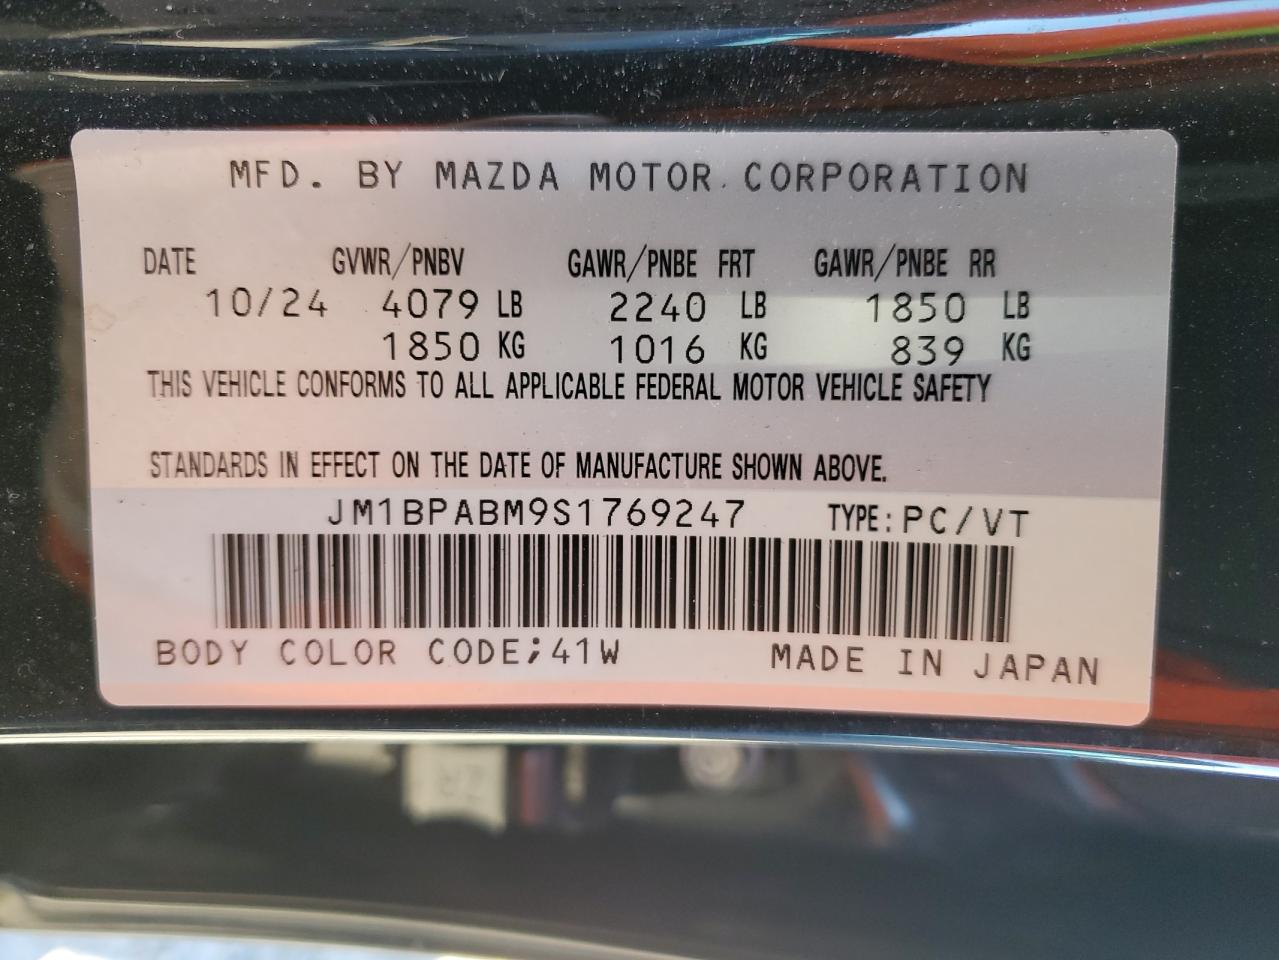 MFD. BY MAZDA MOTOR CORPORATION
DATE GVWR/PNBV GAWR/PNBE FRT GAWR/PNBE RR
10/24 4079 LB 2240 LB 1850 LB
1850 KG 1016 KG 839 KG
THIS VEHICLE CONFORMS TO ALL APPLICABLE FEDERAL MOTOR VEHICLE SAFETY
STANDARDS IN EFFECT ON THE DATE OF MANUFACTURE SHOWN ABOVE.
JM1BPABM9S1769247 TYPE:PC/VT
BODY COLOR CODE;41W MADE IN JAPAN